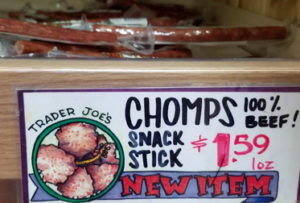 TRADER JOE'S
CHOMPS 100%
BEEF!
SNACK
STICK
$1.59
1oz
NEW ITEM